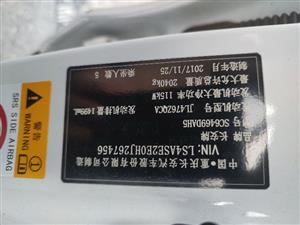 中国·重庆长安汽车股份有限公司制造
VIN:LS4ASE2E0HJ267456
品牌 长安牌
型号 SC6469DAH5
发动机型号 JL476ZQCA 发动机排量 1499mL
发动机最大净功率 115kW
最大允许总质量 2040kg
制造年月 2017/11/25 乘坐人数 5
警告
WARNING
SRS SIDE AIRBAG